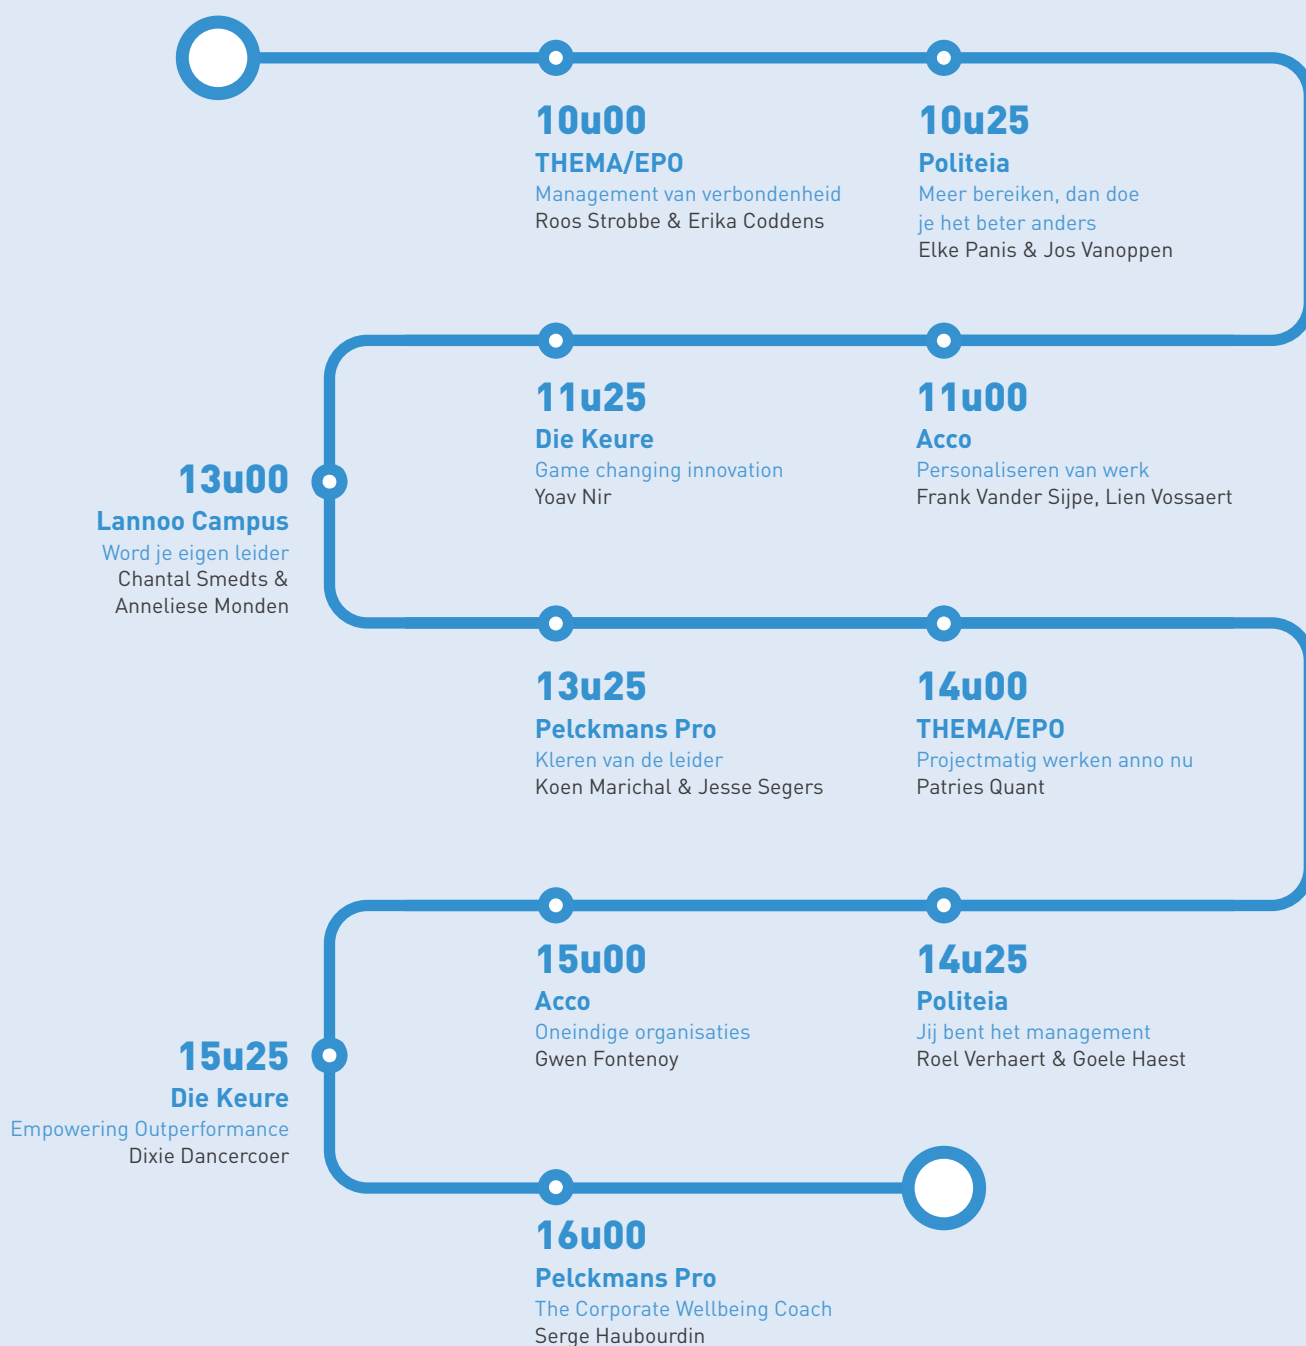 10u00
THEMA/EPO
Management van verbondenheid
Roos Strobbe & Erika Coddens
10u25
Politeia
Meer bereiken, dan doe
je het beter anders
Elke Panis & Jos Vanoppen
11u00
Acco
Personaliseren van werk
Frank Vander Sijpe, Lien Vossaert
11u25
Die Keure
Game changing innovation
Yoav Nir
13u00
Lannoo Campus
Word je eigen leider
Chantal Smedts &
Anneliese Monden
13u25
Pelckmans Pro
Kleren van de leider
Koen Marichal & Jesse Segers
14u00
THEMA/EPO
Projectmatig werken anno nu
Patries Quant
14u25
Politeia
Jij bent het management
Roel Verhaert & Goele Haest
15u00
Acco
Oneindige organisaties
Gwen Fontenoy
15u25
Die Keure
Empowering Outperformance
Dixie Dancercoer
16u00
Pelckmans Pro
The Corporate Wellbeing Coach
Serge Haubourdin